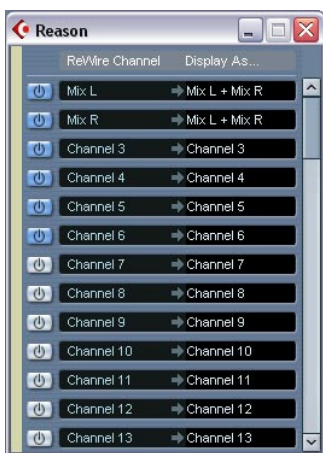 Reason
ReWire Channel Display As...
Mix L Mix L + Mix R
Mix R Mix L + Mix R
Channel 3 Channel 3
Channel 4 Channel 4
Channel 5 Channel 5
Channel 6 Channel 6
Channel 7 Channel 7
Channel 8 Channel 8
Channel 9 Channel 9
Channel 10 Channel 10
Channel 11 Channel 11
Channel 12 Channel 12
Channel 13 Channel 13